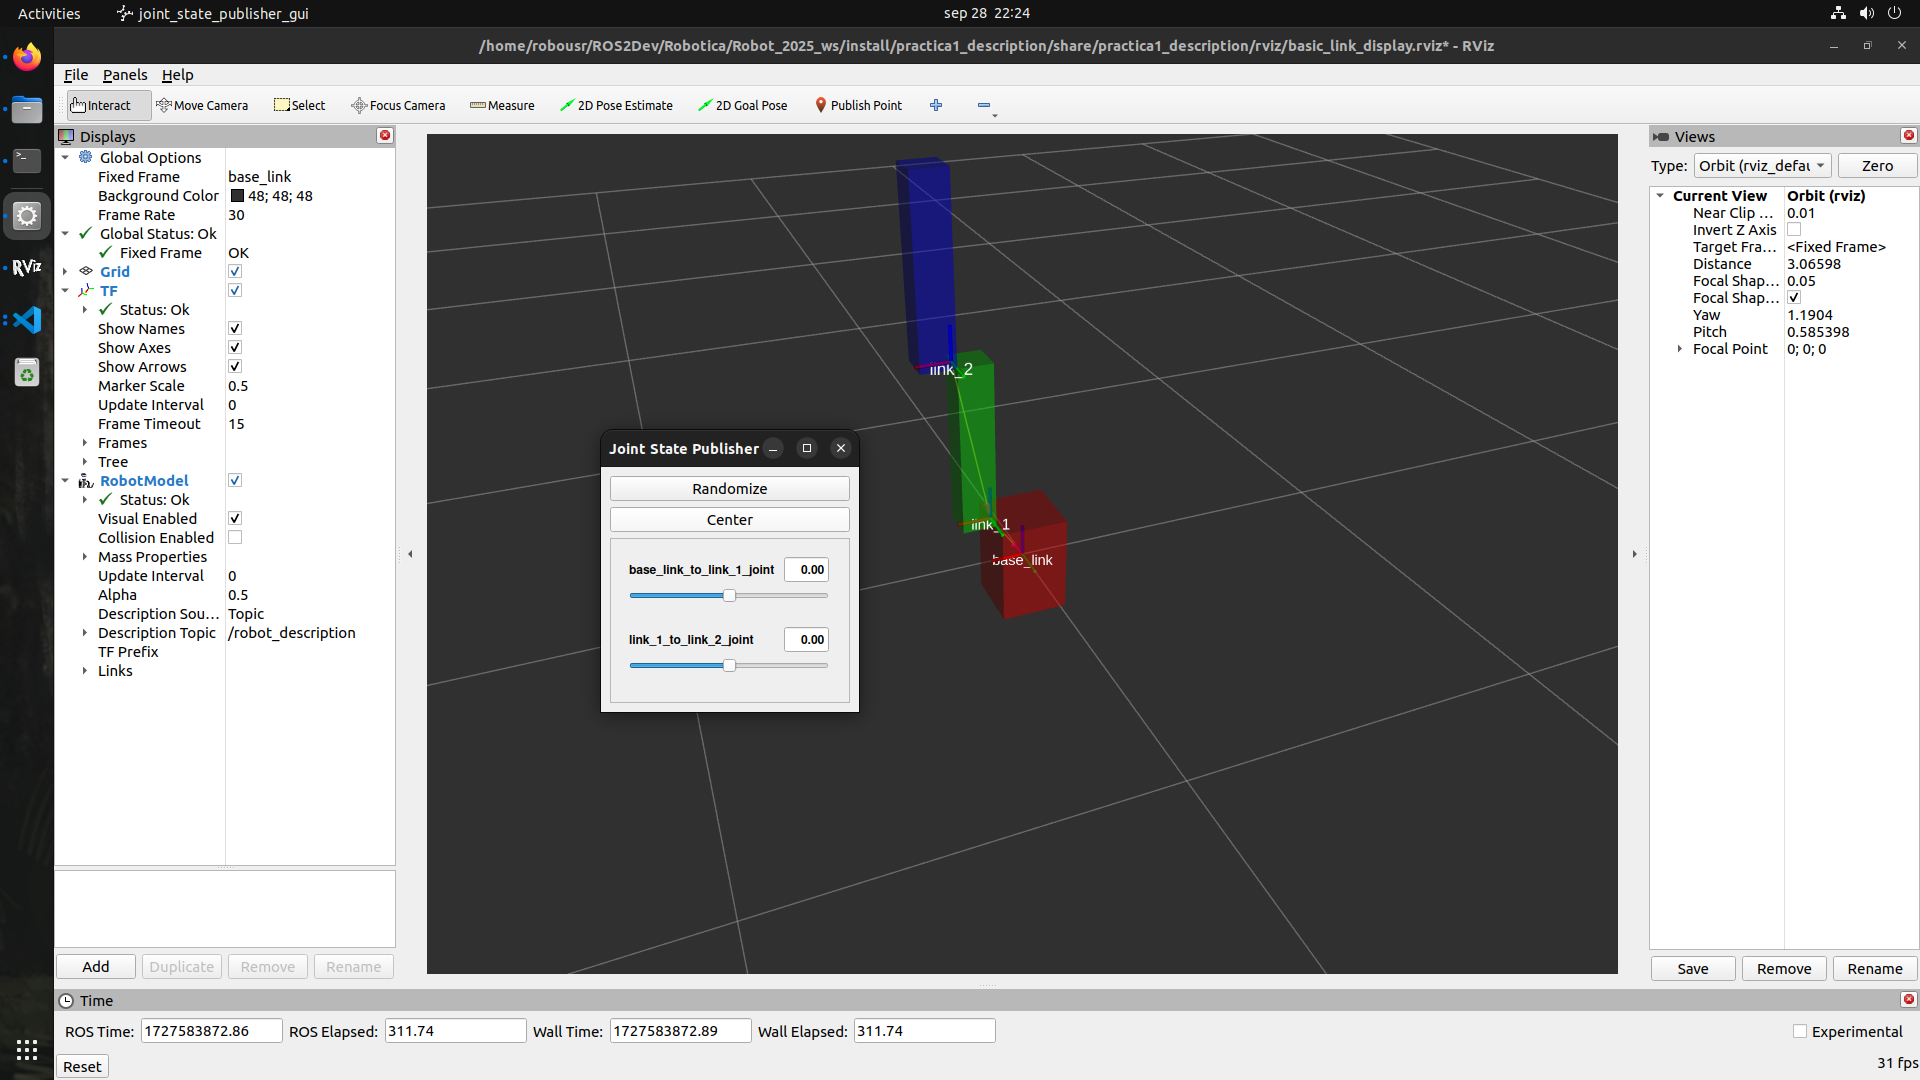 Activities
joint_state_publisher_gui
sep 28 22:24
/home/robousr/ROS2Dev/Robotica/Robot_2025_ws/install/practica1_description/share/practica1_description/rviz/basic_link_display.rviz* - RViz
File Panels Help
Interact Move Camera Select Focus Camera Measure 2D Pose Estimate 2D Goal Pose Publish Point
Displays
Global Options
Fixed Frame base_link
Background Color 48; 48; 48
Frame Rate 30
Global Status: Ok
Fixed Frame OK
Grid
TF
Status: Ok
Show Names
Show Axes
Show Arrows
Marker Scale 0.5
Update Interval 0
Frame Timeout 15
Frames
Tree
RobotModel
Status: Ok
Visual Enabled
Collision Enabled
Mass Properties
Update Interval 0
Alpha 0.5
Description Sou... Topic
Description Topic /robot_description
TF Prefix
Links
Add Duplicate Remove Rename
RViz
link_2
link_1
base_link
Joint State Publisher
Randomize
Center
base_link_to_link_1_joint 0.00
link_1_to_link_2_joint 0.00
Views
Type: Orbit (rviz_defau Zero
Current View Orbit (rviz)
Near Clip ... 0.01
Invert Z Axis
Target Fra... <Fixed Frame>
Distance 3.06598
Focal Shap... 0.05
Focal Shap...
Yaw 1.1904
Pitch 0.585398
Focal Point 0; 0; 0
Save Remove Rename
Time
ROS Time: 1727583872.86 ROS Elapsed: 311.74 Wall Time: 1727583872.89 Wall Elapsed: 311.74 Experimental
Reset 31 fps